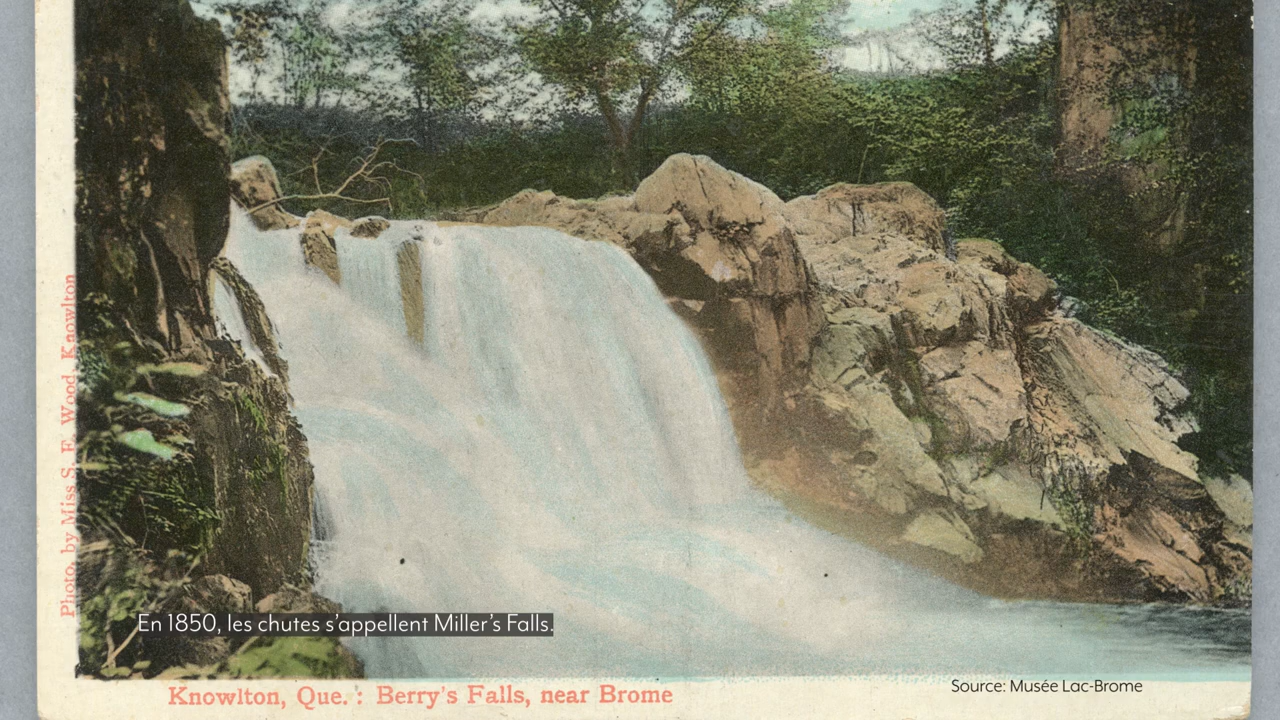 Photo. by Miss S. E. Wood, Knowlton
En 1850, les chutes s'appellent Miller's Falls.
Knowlton, Que. : Berry's Falls, near Brome
Source: Musée Lac-Brome